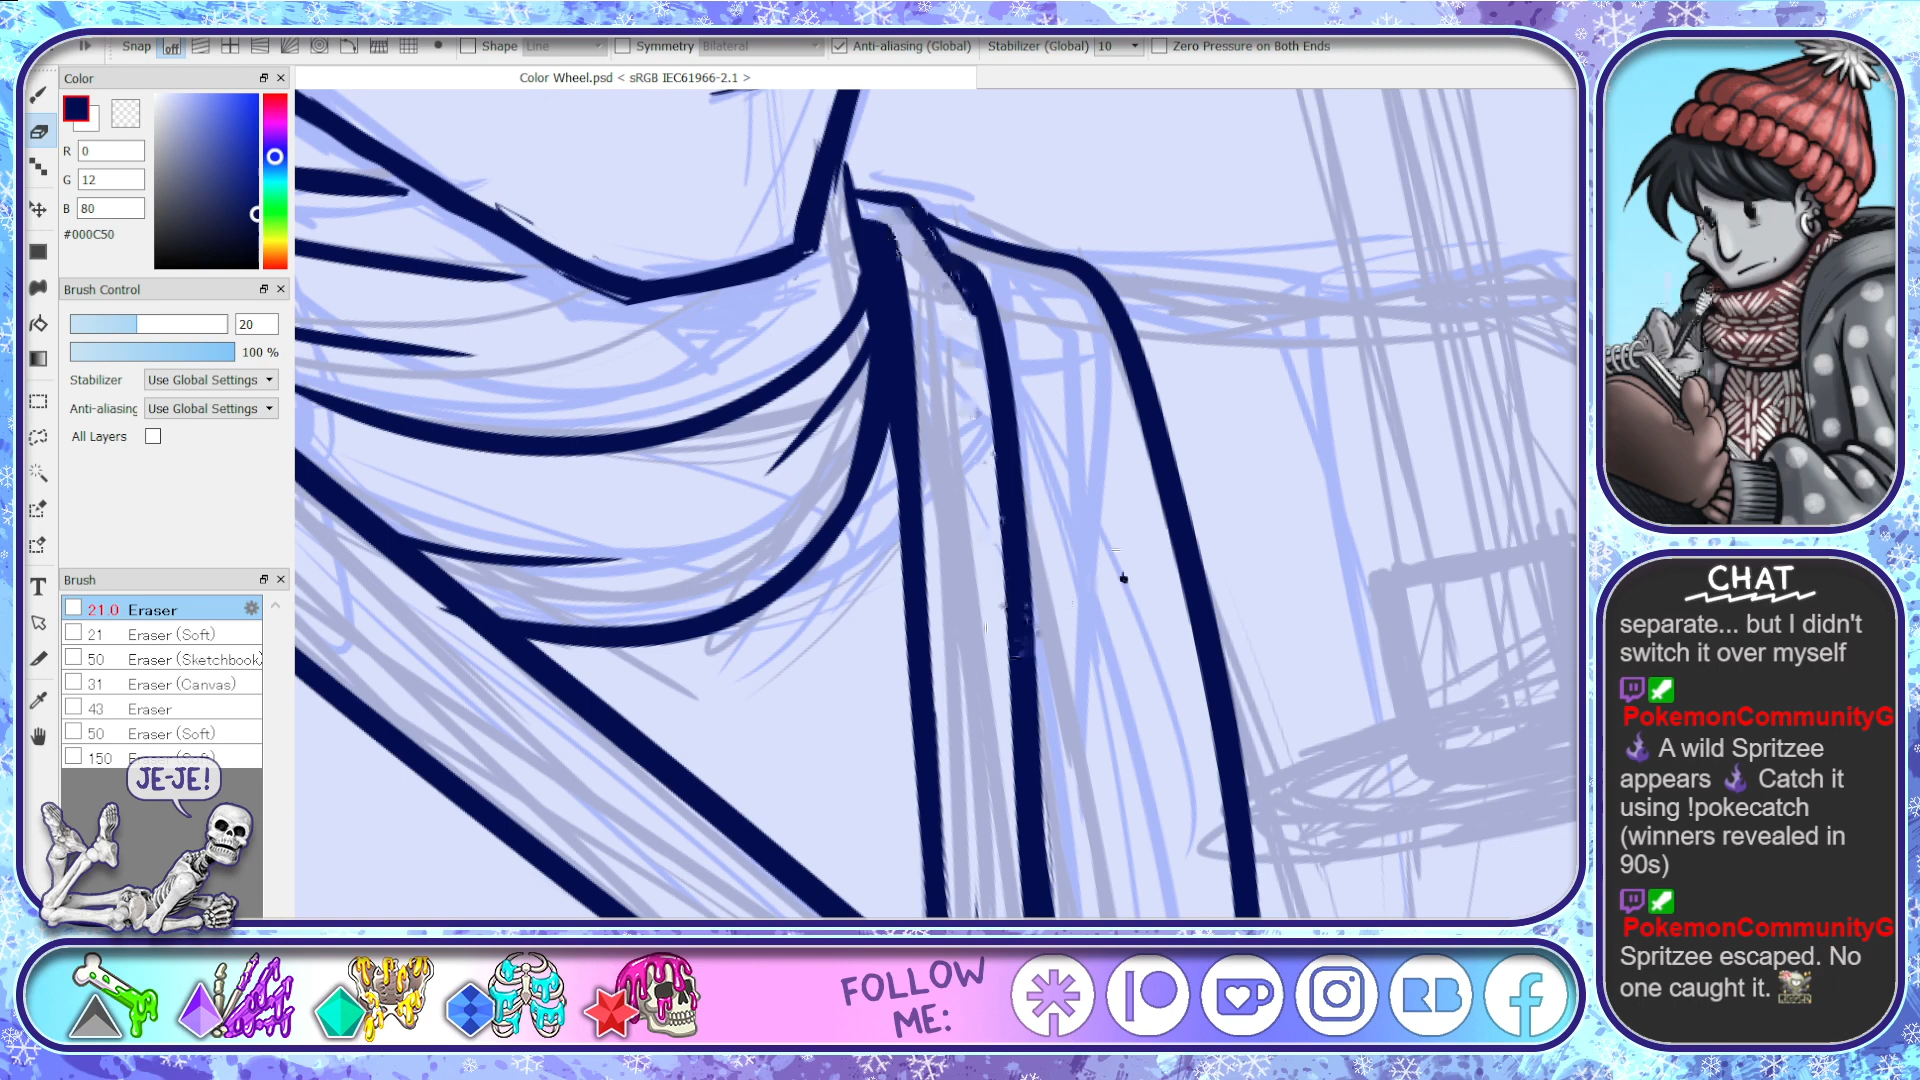 Snap off Shape Line Symmetry Bilateral Anti-aliasing (Global) Stabilizer (Global) 10 Zero Pressure on Both Ends
Color
Color Wheel.psd < sRGB IEC61966-2.1 >
R 0
G 12
B 80
#000C50
Brush Control
20
100 %
Stabilizer Use Global Settings
Anti-aliasing Use Global Settings
All Layers
Brush
21.0 Eraser
21 Eraser (Soft)
50 Eraser (Sketchbook)
31 Eraser (Canvas)
43 Eraser
50 Eraser (Soft)
150 Eraser (Soft)
T
JE-JE!
CHAT
separate... but I didn't
switch it over myself
PokemonCommunityG
A wild Spritzee
appears Catch it
using !pokecatch
(winners revealed in
90s)
PokemonCommunityG
Spritzee escaped. No
one caught it.
FOLLOW
ME:
RB